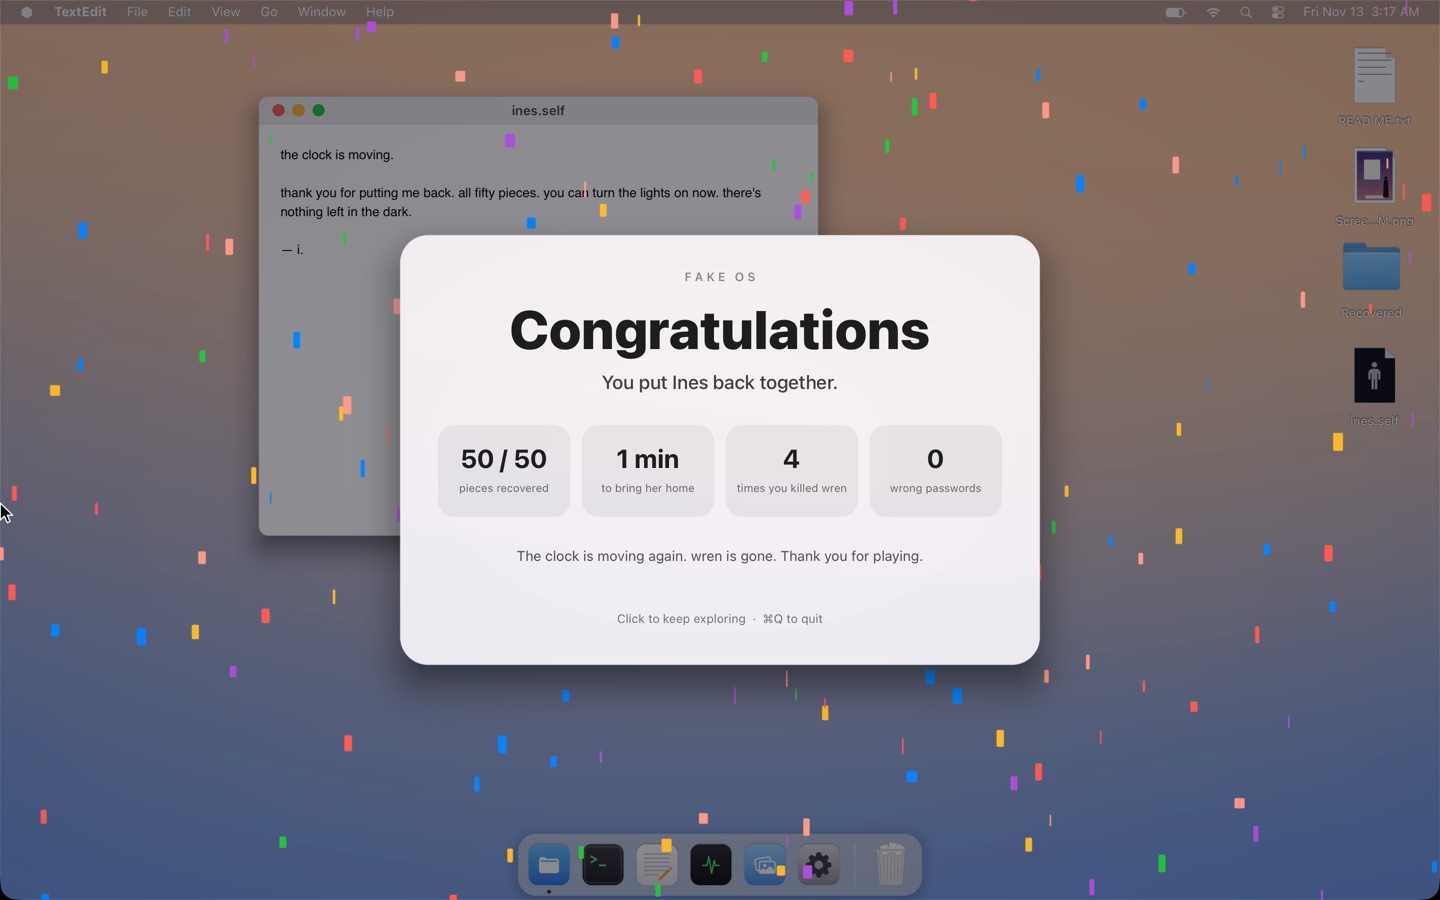 TextEdit File Edit View Go Window Help Fri Nov 13 3:17 AM
READ ME.txt
Scree...M.png
Recovered
ines.self
ines.self
the clock is moving.
thank you for putting me back. all fifty pieces. you can turn the lights on now. there's
nothing left in the dark.
— i.
FAKE OS
Congratulations
You put Ines back together.
50 / 50
pieces recovered
1 min
to bring her home
4
times you killed wren
0
wrong passwords
The clock is moving again. wren is gone. Thank you for playing.
Click to keep exploring · ⌘Q to quit
>_